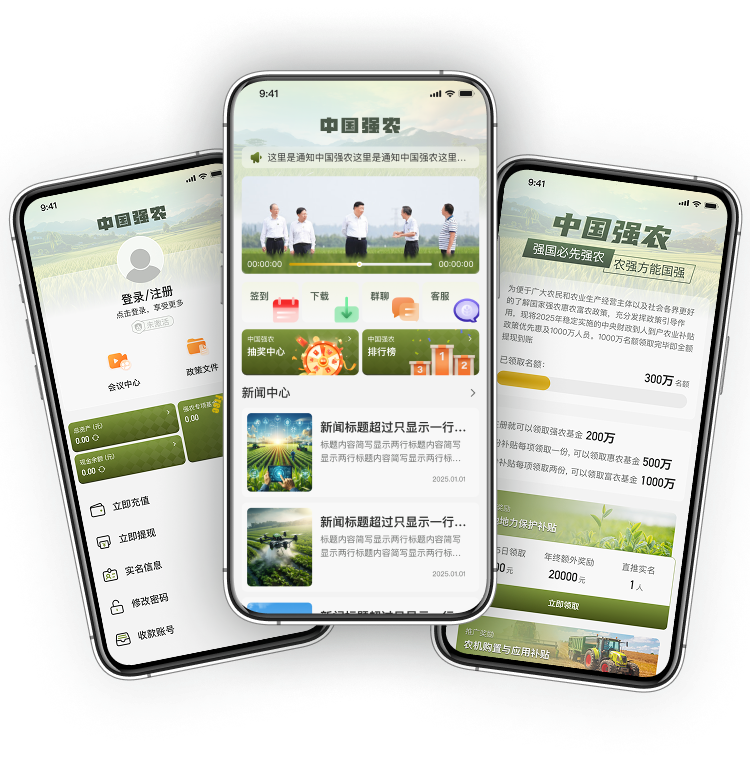 9:41
中国强农
登录/注册
点击登录，享受更多
未激活
会议中心
政策文件
总资产 (元)
0.00
强农专项基
0.00
现金余额 (元)
0.00
立即充值
立即提现
实名信息
修改密码
收款账号
9:41
中国强农
这里是通知中国强农这里是通知中国强农这里...
00:00:00
00:00:00
签到
下载
群聊
客服
中国强农
抽奖中心
中国强农
排行榜
1
2
3
新闻中心
新闻标题超过只显示一行...
标题内容简写显示两行标题内容简写
显示两行标题内容简写显示两行标...
2025.01.01
新闻标题超过只显示一行...
标题内容简写显示两行标题内容简写
显示两行标题内容简写显示两行标...
2025.01.01
新闻标题超过只显示一行...
9:41
中国强农
强国必先强农
农强方能国强
为便于广大农民和农业生产经营主体以及社会各界更好
的了解国家强农惠农富农政策，充分发挥政策引导作
用。现将2025年稳定实施的中央财政到人到户农业补贴
政策优先惠及1000万人员，1000万名额领取完毕即全额
提现到账
已领取名额：
300万 名额
册就可以领取强农基金 200万
补贴每项领取一份，可以领取惠农基金 500万
补贴每项领取两份，可以领取富农基金 1000万
奖励
地力保护补贴
5日领取
年终额外奖励
直推实名
00元
20000元
1人
立即领取
推广奖励
农机购置与应用补贴